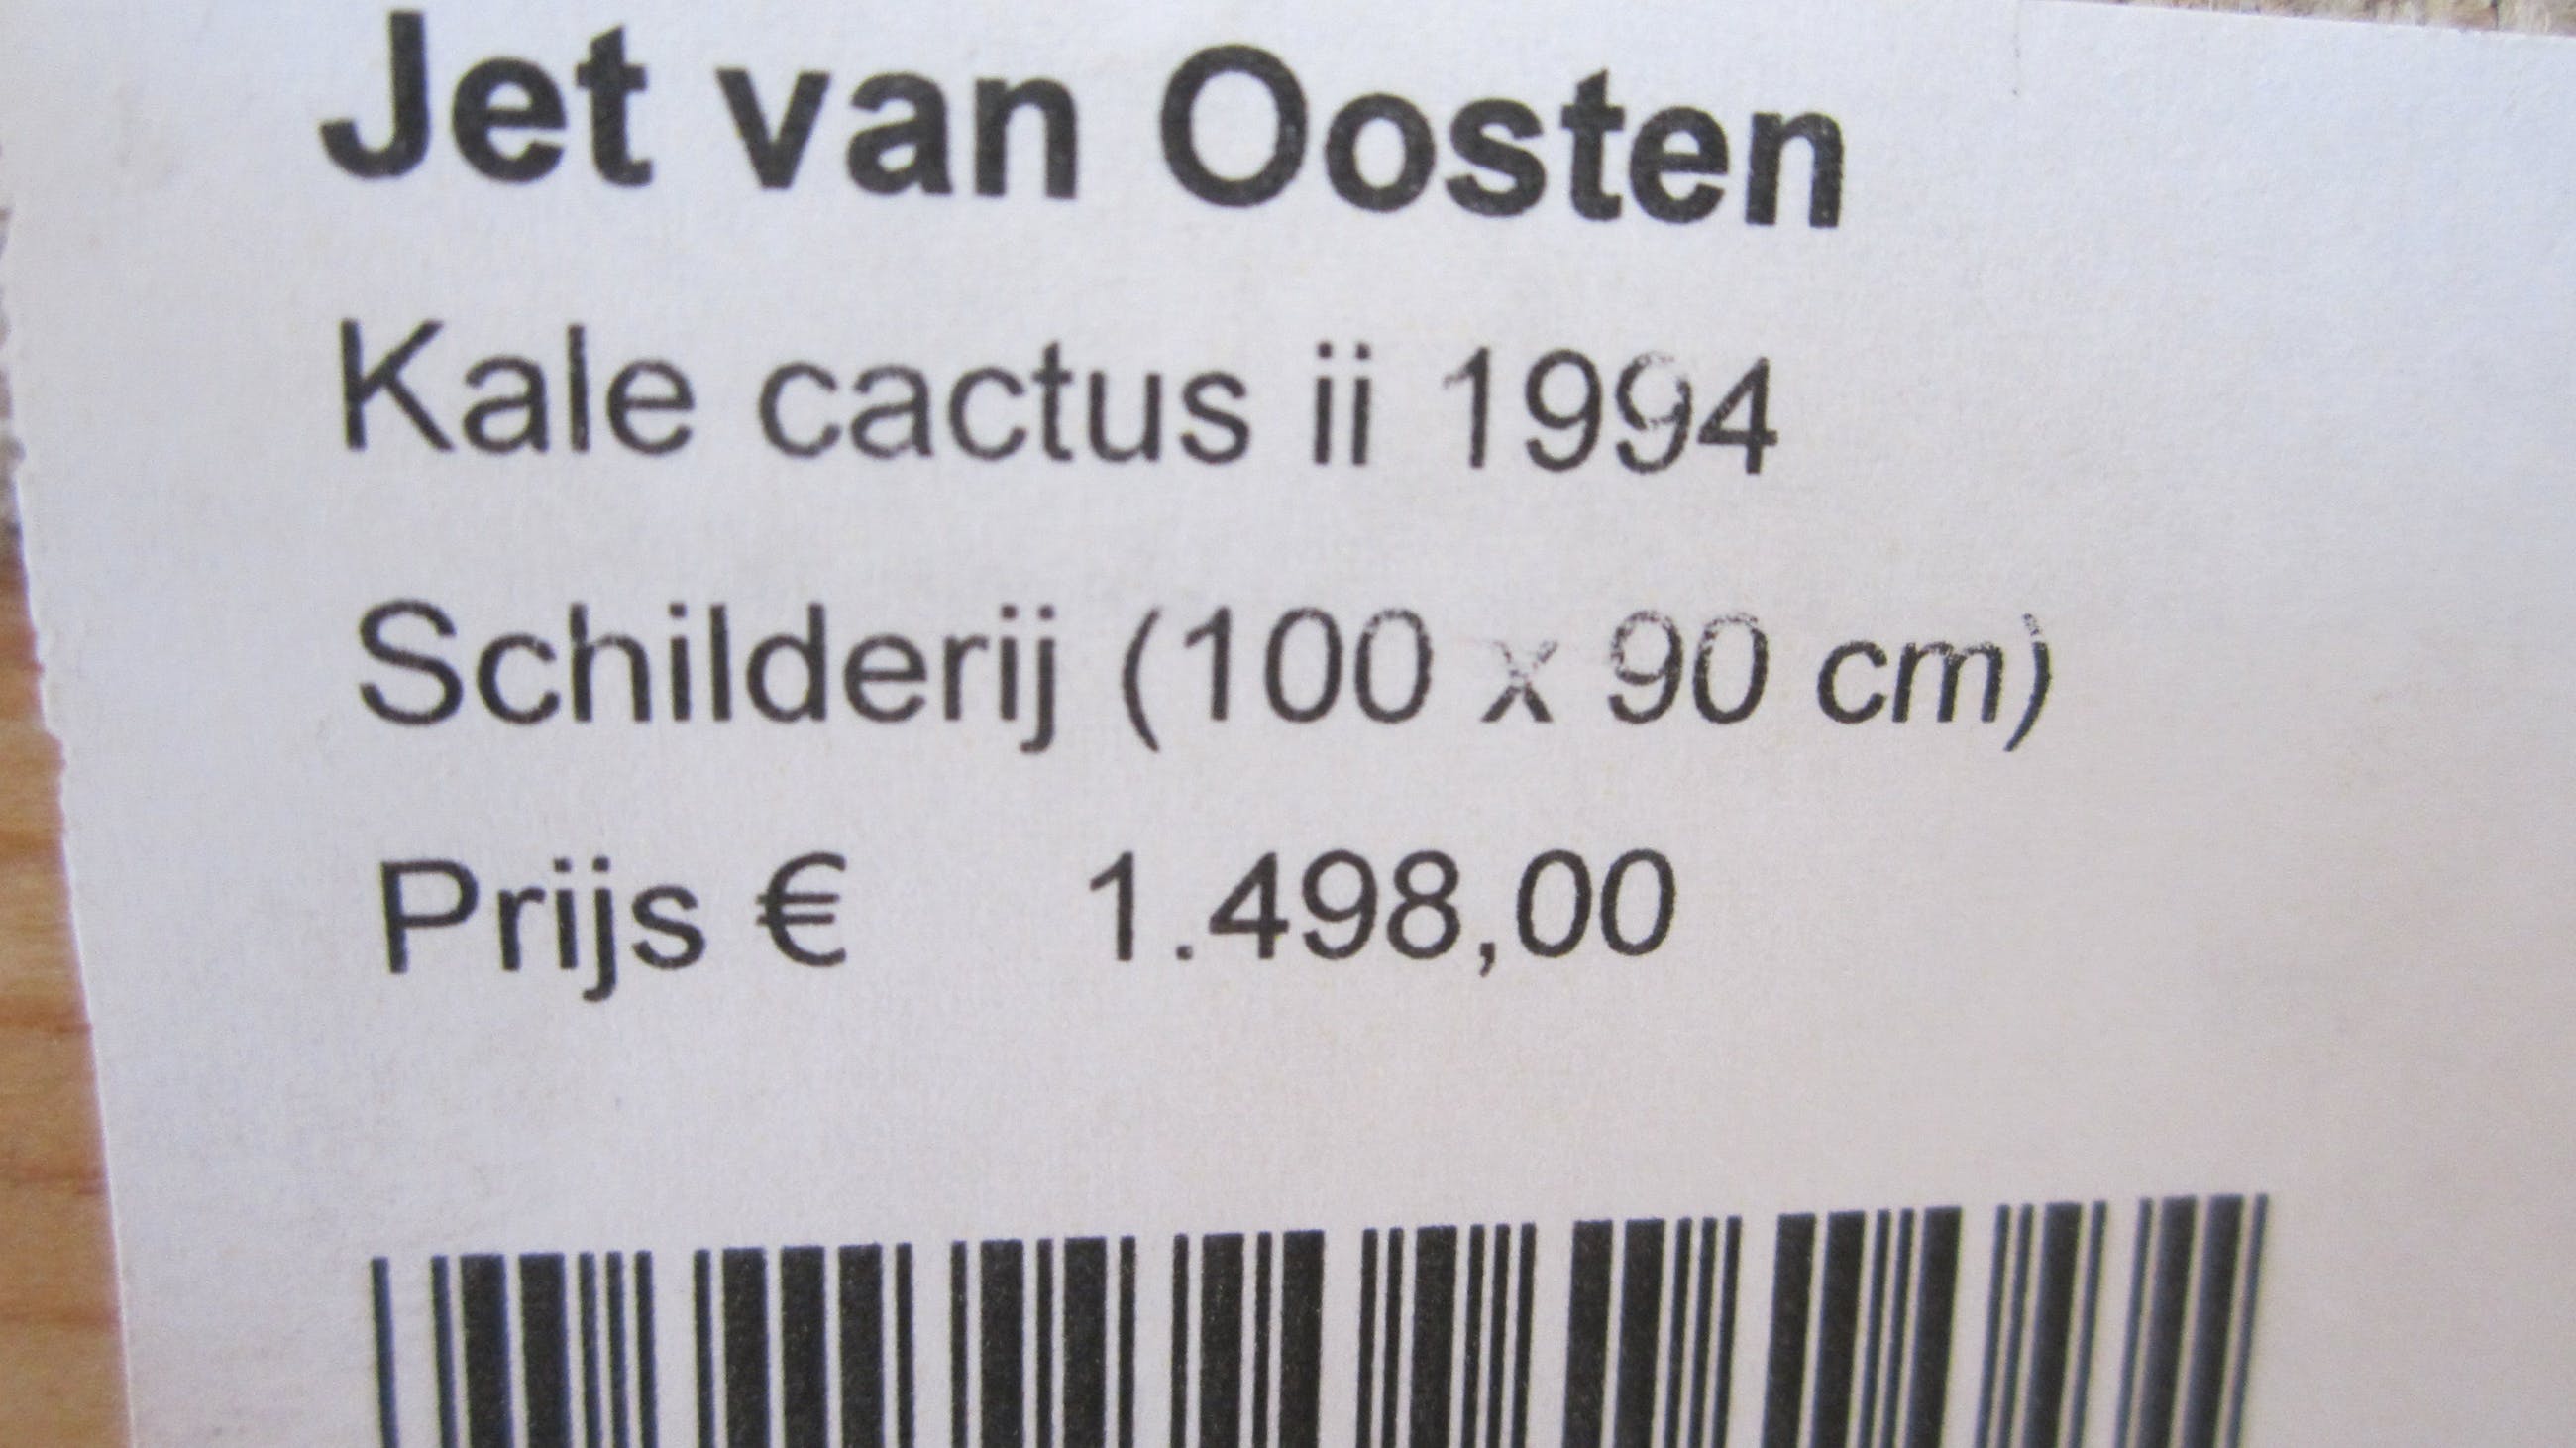 Jet van Oosten
Kale cactus ii 1994
Schilderij (100 x 90 cm)
Prijs € 1.498,00